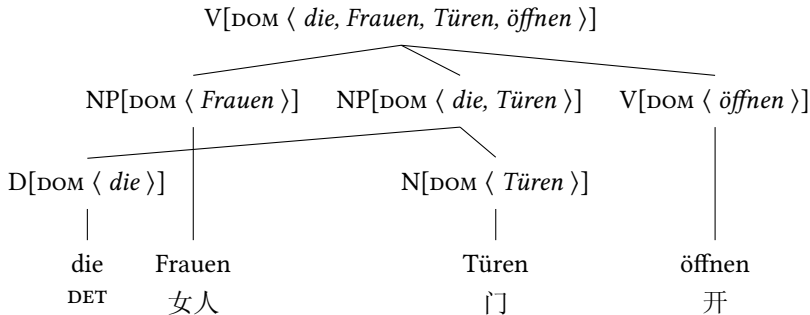 V[DOM ⟨ die, Frauen, Türen, öffnen ⟩]
NP[DOM ⟨ Frauen ⟩] NP[DOM ⟨ die, Türen ⟩] V[DOM ⟨ öffnen ⟩]
D[DOM ⟨ die ⟩] N[DOM ⟨ Türen ⟩]
die Frauen Türen öffnen
DET 女人 门 开